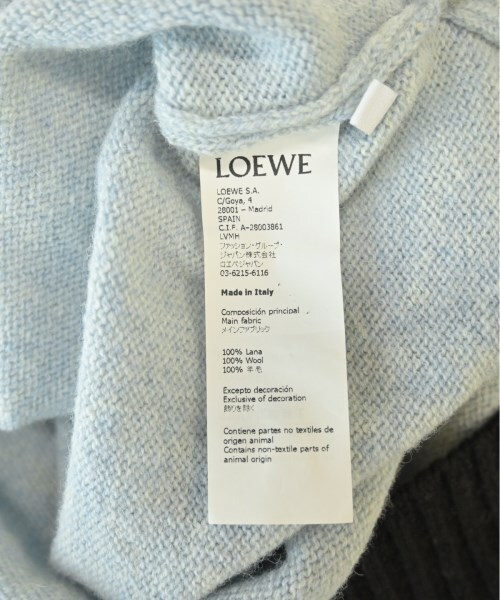 LOEWE
LOEWE S.A.
C/Goya, 4
28001 – Madrid
SPAIN
C.I.F. A-28003861
LVMH
ファッション・グループ・
ジャパン株式会社
ロエベジャパン
03-6215-6116
Made in Italy
Composición principal
Main fabric
メインファブリック
100% Lana
100% Wool
100% 羊毛
Excepto decoración
Exclusive of decoration
飾りを除く
Contiene partes no textiles de
origen animal
Contains non-textile parts of
animal origin